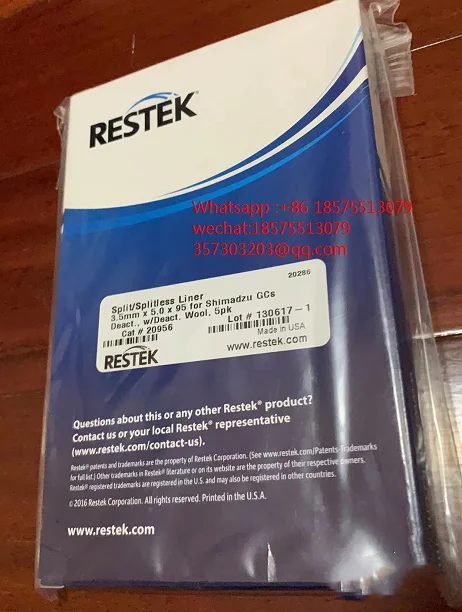 RESTEK®
Whatsapp :+86 18575513079
wechat:18575513079
357303203@qq.com
20286
Split/Splitless Liner
3.5mm x 5.0 x 95 for Shimadzu GCs
Deact., w/Deact. Wool, 5pk
Cat # 20956
Lot # 130617-1
Made in USA
RESTEK
www.restek.com
Questions about this or any other Restek® product?
Contact us or your local Restek® representative
(www.restek.com/contact-us).
Restek® patents and trademarks are the property of Restek Corporation. (See www.restek.com/Patents-Trademarks
for full list.) Other trademarks in Restek® literature or on its website are the property of their respective owners.
Restek® registered trademarks are registered in the U.S. and may also be registered in other countries.
© 2016 Restek Corporation. All rights reserved. Printed in the U.S.A.
www.restek.com